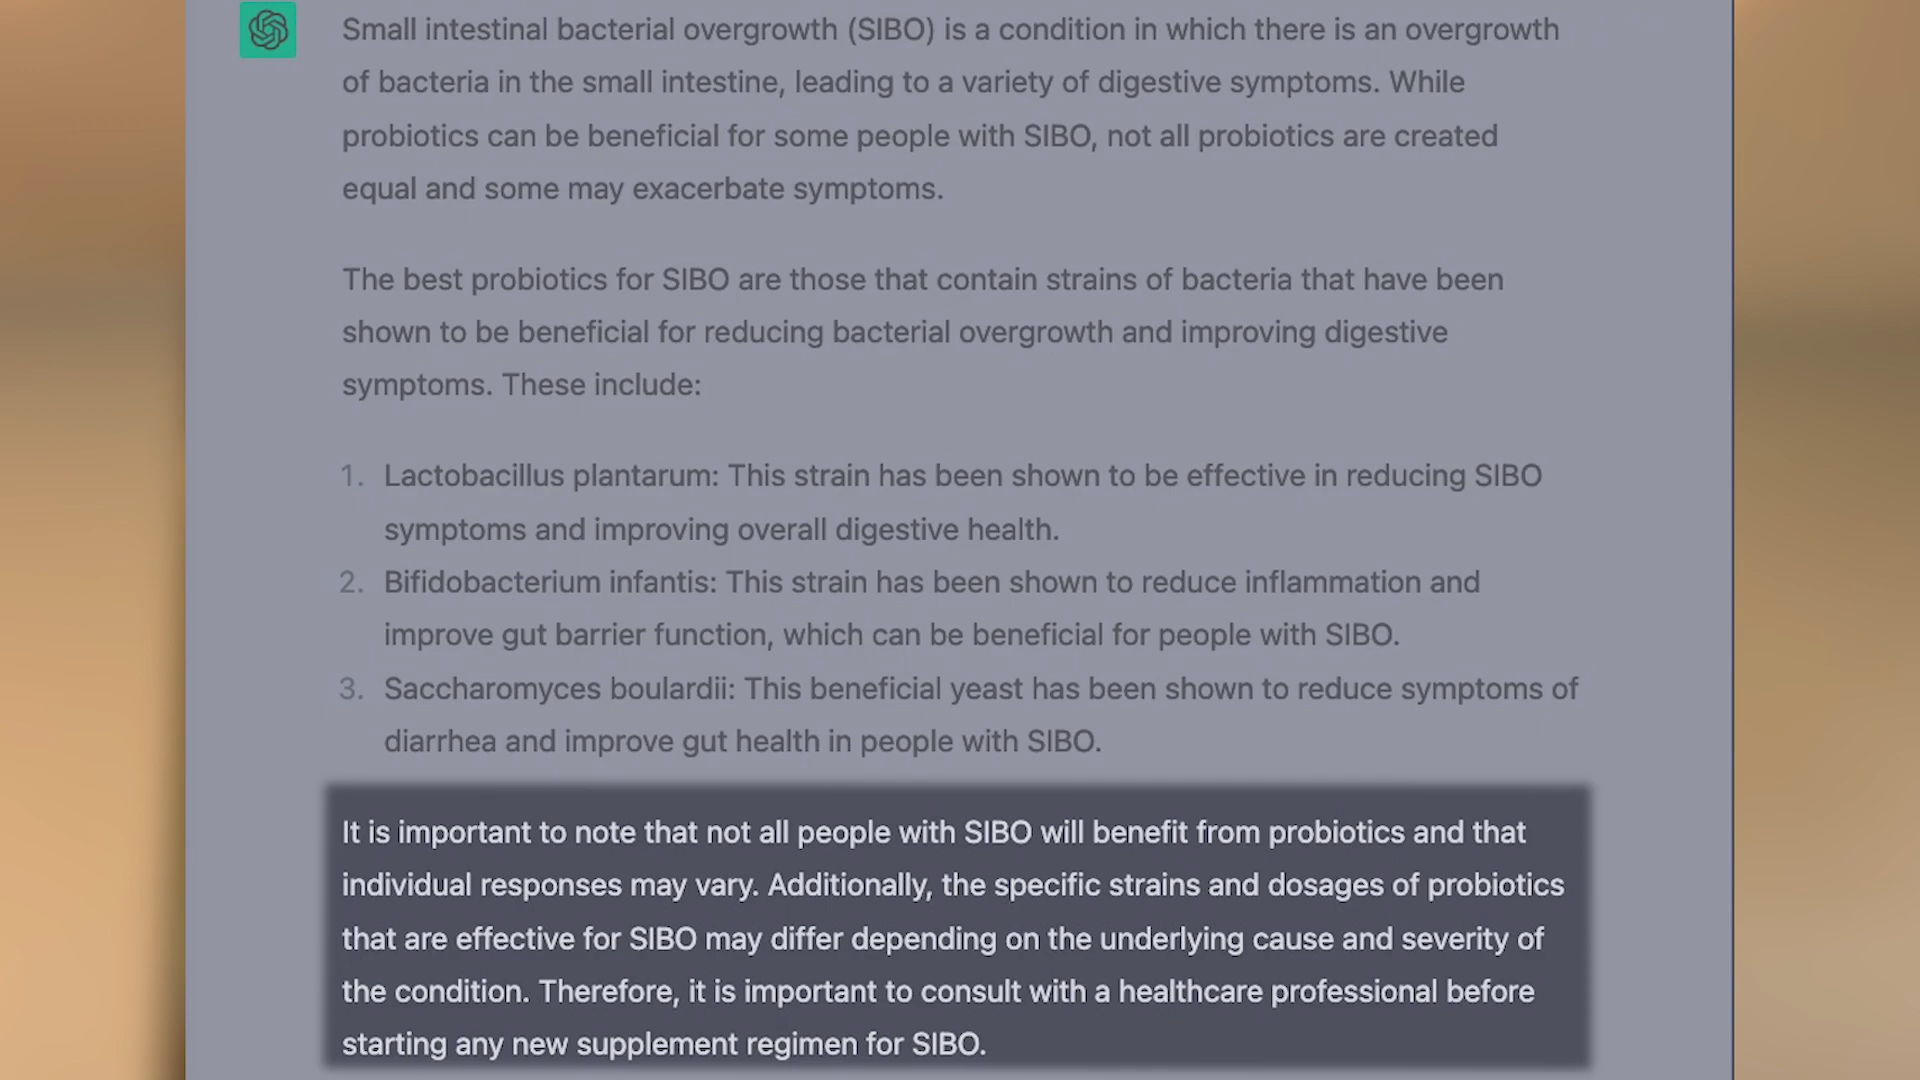 Small intestinal bacterial overgrowth (SIBO) is a condition in which there is an overgrowth
of bacteria in the small intestine, leading to a variety of digestive symptoms. While
probiotics can be beneficial for some people with SIBO, not all probiotics are created
equal and some may exacerbate symptoms.
The best probiotics for SIBO are those that contain strains of bacteria that have been
shown to be beneficial for reducing bacterial overgrowth and improving digestive
symptoms. These include:
1. Lactobacillus plantarum: This strain has been shown to be effective in reducing SIBO
symptoms and improving overall digestive health.
2. Bifidobacterium infantis: This strain has been shown to reduce inflammation and
improve gut barrier function, which can be beneficial for people with SIBO.
3. Saccharomyces boulardii: This beneficial yeast has been shown to reduce symptoms of
diarrhea and improve gut health in people with SIBO.
It is important to note that not all people with SIBO will benefit from probiotics and that
individual responses may vary. Additionally, the specific strains and dosages of probiotics
that are effective for SIBO may differ depending on the underlying cause and severity of
the condition. Therefore, it is important to consult with a healthcare professional before
starting any new supplement regimen for SIBO.